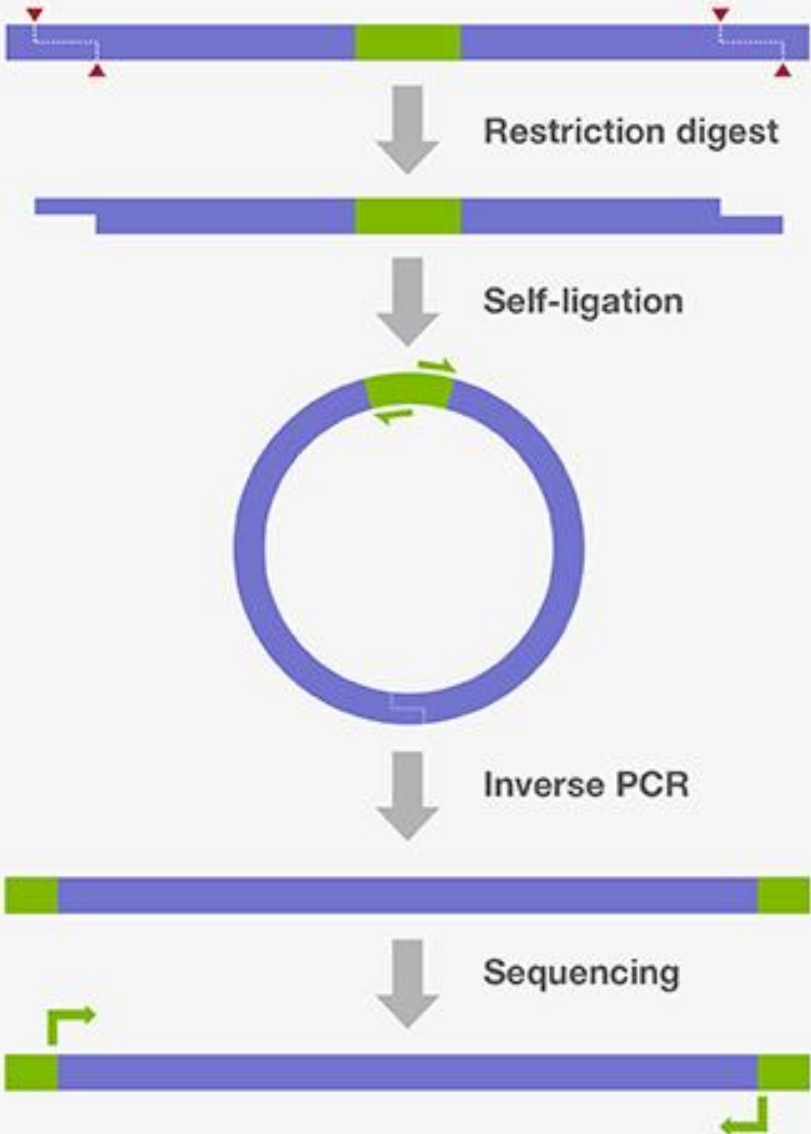 Restriction digest
Self-ligation
Inverse PCR
Sequencing